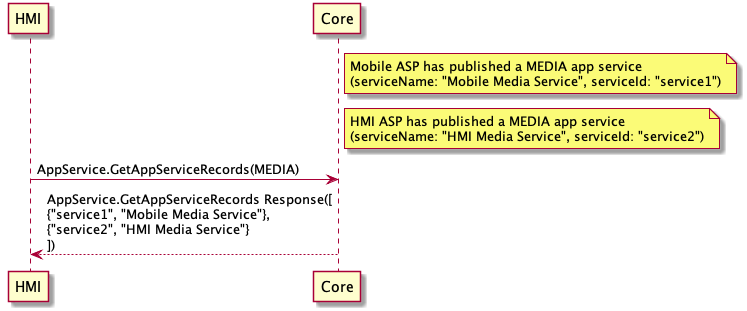 HMI
Core
Mobile ASP has published a MEDIA app service
(serviceName: "Mobile Media Service", serviceId: "service1")
HMI ASP has published a MEDIA app service
(serviceName: "HMI Media Service", serviceId: "service2")
AppService.GetAppServiceRecords(MEDIA)
AppService.GetAppServiceRecords Response([
{"service1", "Mobile Media Service"},
{"service2", "HMI Media Service"}
])
HMI
Core